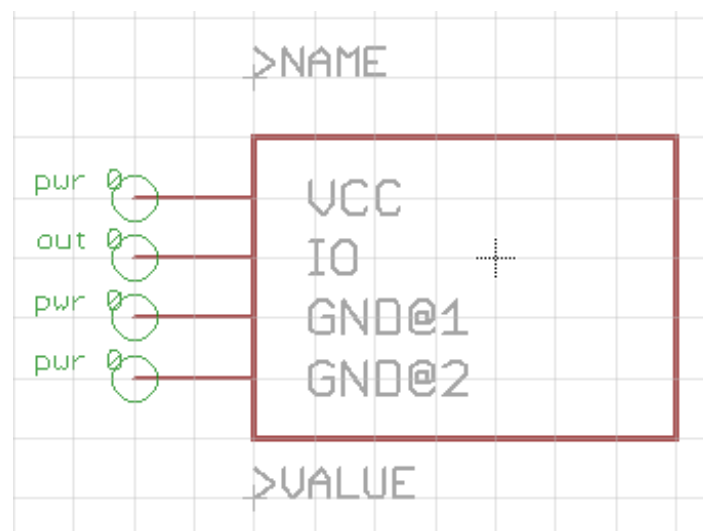 >NAME
pwr 0 VCC
out 0 IO
pwr 0 GND@1
pwr 0 GND@2
>VALUE